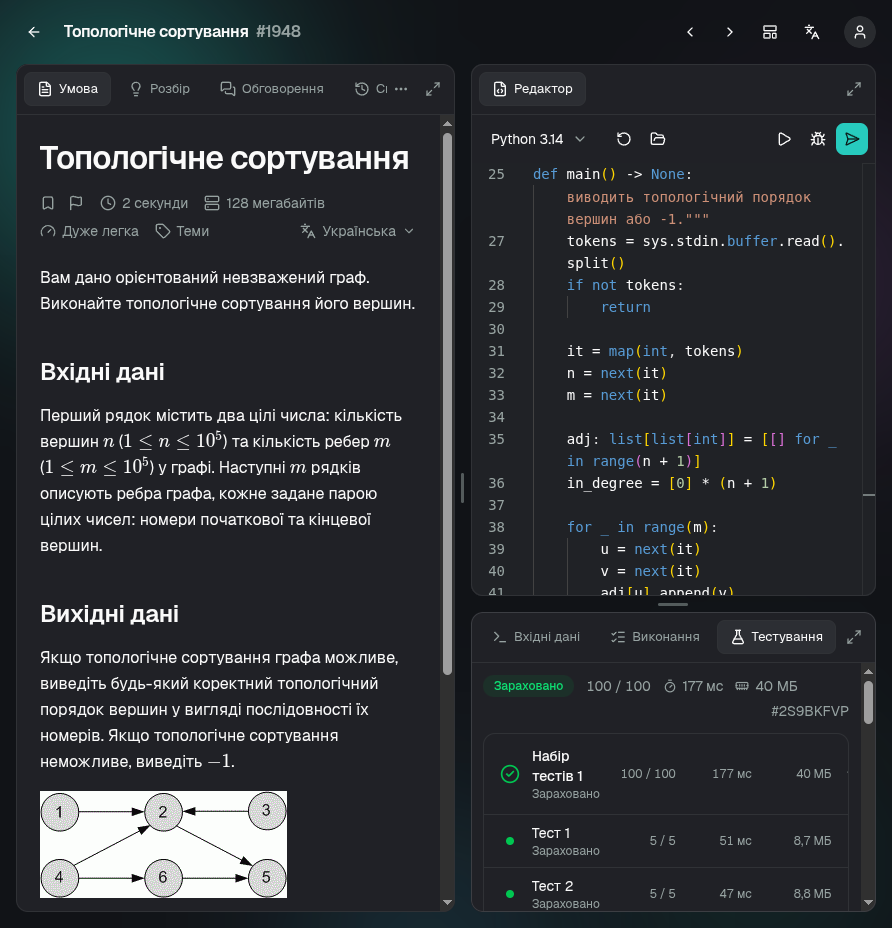 Топологічне сортування #1948
Умова
Розбір
Обговорення
Редактор
Топологічне сортування
2 секунди
128 мегабайтів
Дуже легка
Теми
Українська
Вам дано орієнтований невзважений граф.
Виконайте топологічне сортування його вершин.
Вхідні дані
Перший рядок містить два цілі числа: кількість
вершин n (1 ≤ n ≤ 10⁵) та кількість ребер m
(1 ≤ m ≤ 10⁵) у графі. Наступні m рядків
описують ребра графа, кожне задане парою
цілих чисел: номери початкової та кінцевої
вершин.
Вихідні дані
Якщо топологічне сортування графа можливе,
виведіть будь-який коректний топологічний
порядок вершин у вигляді послідовності їх
номерів. Якщо топологічне сортування
неможливе, виведіть −1.
1 2 3
4 6 5
Python 3.14
25 def main() -> None:
виводить топологічний порядок
вершин або -1."""
27 tokens = sys.stdin.buffer.read().
split()
28 if not tokens:
29 return
30
31 it = map(int, tokens)
32 n = next(it)
33 m = next(it)
34
35 adj: list[list[int]] = [[] for _
in range(n + 1)]
36 in_degree = [0] * (n + 1)
37
38 for _ in range(m):
39 u = next(it)
40 v = next(it)
41 adj[u].append(v)
Вхідні дані
Виконання
Тестування
Зараховано 100 / 100 177 мс 40 МБ
#2S9BKFVP
Набір
тестів 1 100 / 100 177 мс 40 МБ
Зараховано
Тест 1 5 / 5 51 мс 8,7 МБ
Зараховано
Тест 2 5 / 5 47 мс 8,8 МБ
Зараховано